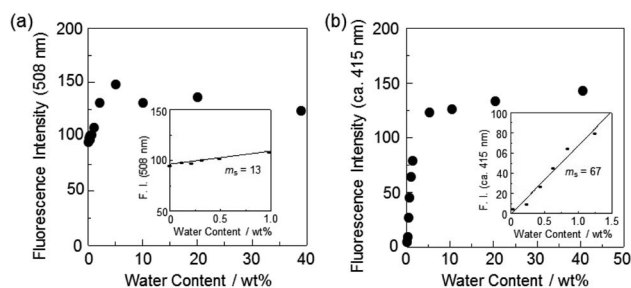 (a)
Fluorescence Intensity (508 nm)
200
150
100
50
0
0 10 20 30 40
Water Content / wt%
F. I. (508 nm)
150
100
50
0 0.5 1.0
Water Content / wt%
ms = 13
(b)
Fluorescence Intensity (ca. 415 nm)
200
150
100
50
0
0 10 20 30 40 50
Water Content / wt%
F. I. (ca. 415 nm)
100
80
60
40
20
0
0 0.5 1.0 1.5
Water Content / wt%
ms = 67